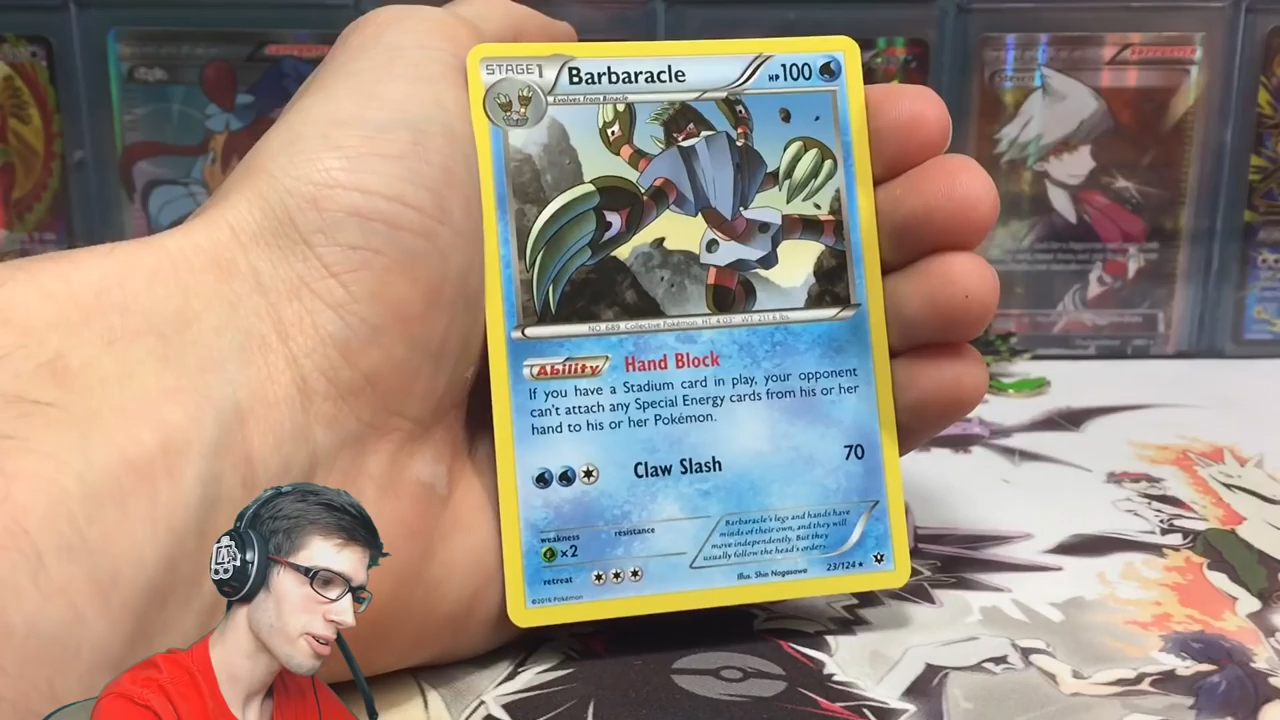 STAGE1 Barbaracle HP 100
Evolves from Binacle
NO. 689 Collective Pokémon HT. 4'03" WT. 211.6 lbs.
Ability Hand Block
If you have a Stadium card in play, your opponent
can't attach any Special Energy cards from his or her
hand to his or her Pokémon.
Claw Slash 70
weakness resistance
×2
retreat
Barbaracle's legs and hands have
minds of their own, and they will
move independently. But they
usually follow the head's orders.
Illus. Shin Nagasawa 23/124 ★
©2016 Pokémon
SUPPORTER
Steven